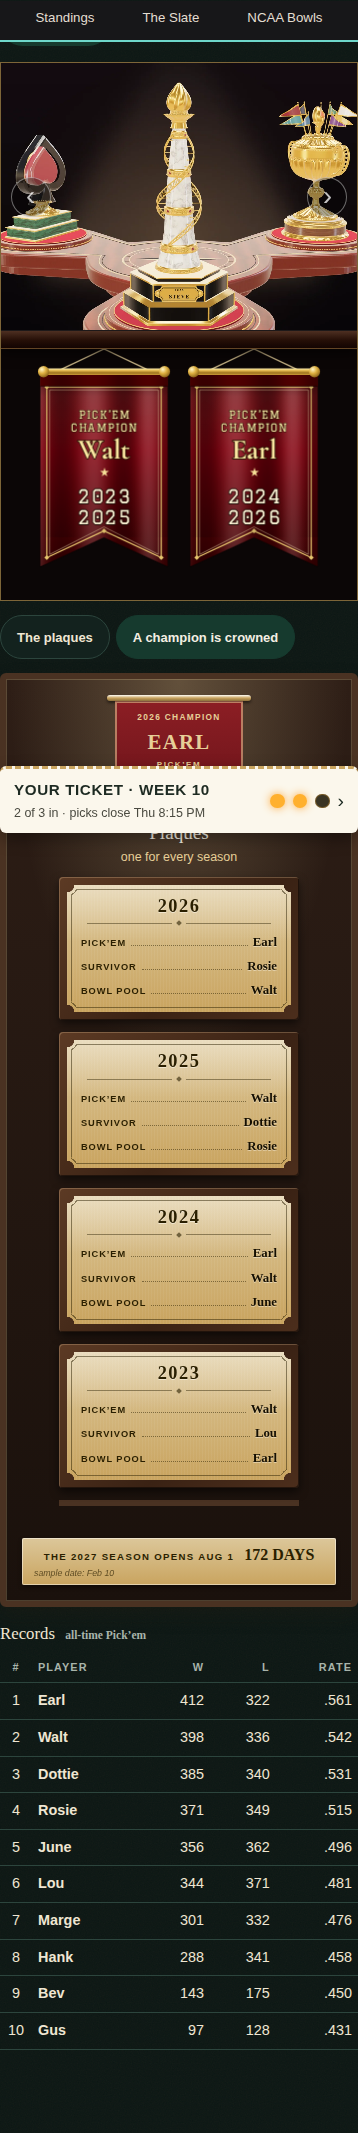 Standings The Slate NCAA Bowls
PICK'EM CHAMPION Walt ★ 2023 2025
PICK'EM CHAMPION Earl ★ 2024 2026
The plaques A champion is crowned
2026 CHAMPION
EARL
PICK'EM
YOUR TICKET · WEEK 10
2 of 3 in · picks close Thu 8:15 PM
Plaques
one for every season
2026
PICK'EM Earl
SURVIVOR Rosie
BOWL POOL Walt
2025
PICK'EM Walt
SURVIVOR Dottie
BOWL POOL Rosie
2024
PICK'EM Earl
SURVIVOR Walt
BOWL POOL June
2023
PICK'EM Walt
SURVIVOR Lou
BOWL POOL Earl
THE 2027 SEASON OPENS AUG 1 172 DAYS
sample date: Feb 10
Records all-time Pick'em
# PLAYER W L RATE
1 Earl 412 322 .561
2 Walt 398 336 .542
3 Dottie 385 340 .531
4 Rosie 371 349 .515
5 June 356 362 .496
6 Lou 344 371 .481
7 Marge 301 332 .476
8 Hank 288 341 .458
9 Bev 143 175 .450
10 Gus 97 128 .431